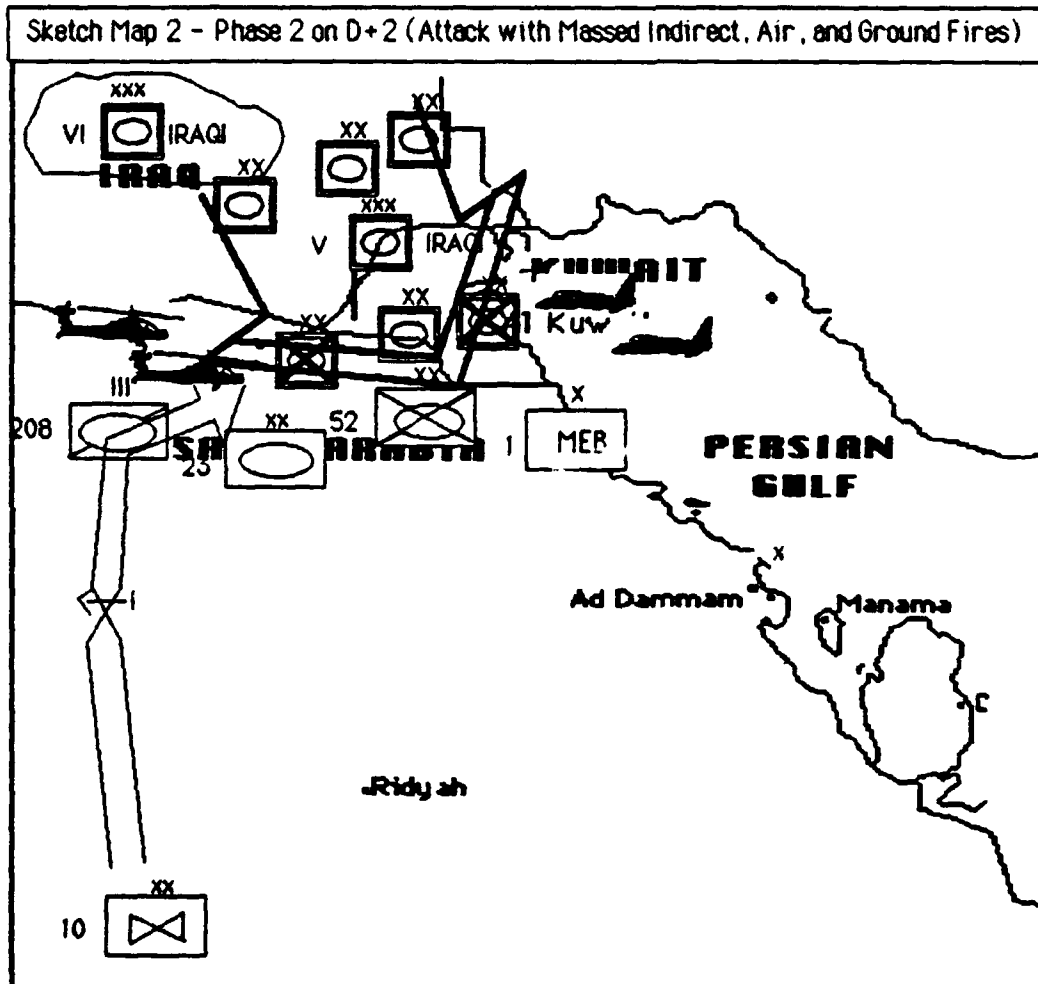 Sketch Map 2 - Phase 2 on D+2 (Attack with Massed Indirect, Air, and Ground Fires)
xxx
VI IRAQI
IRAQ
xx
xx
xx
xxx
V IRAQI
xx
xx
xx
xx
Kuw
III
208
xx
23
52
1 MEB
x
PERSIAN
GULF
x
Ad Dammam
Manama
Ridyah
xx
10